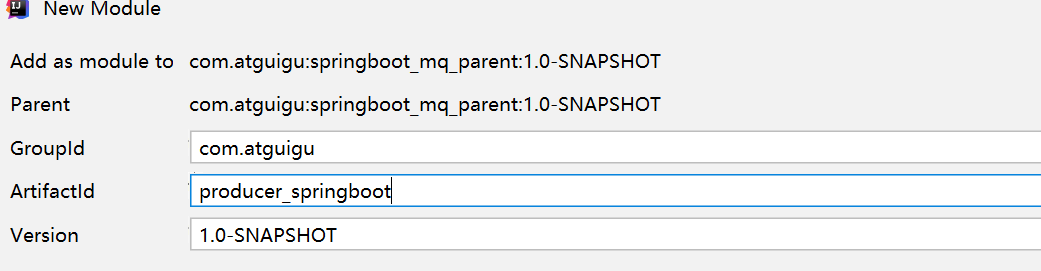 New Module
Add as module to com.atguigu:springboot_mq_parent:1.0-SNAPSHOT
Parent com.atguigu:springboot_mq_parent:1.0-SNAPSHOT
GroupId com.atguigu
ArtifactId producer_springboot
Version 1.0-SNAPSHOT